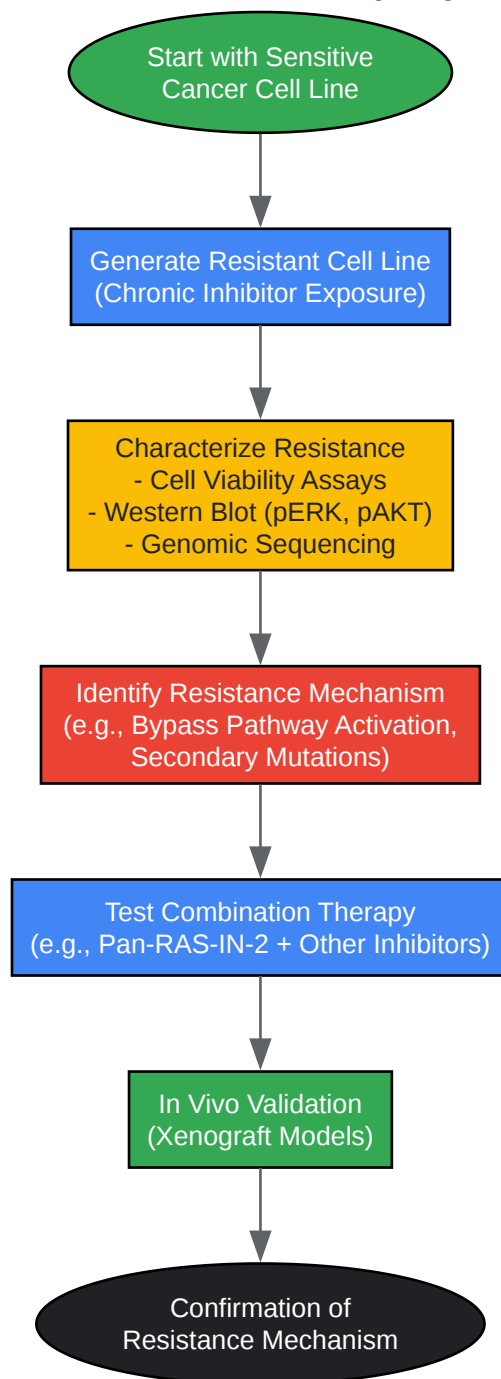 Start with Sensitive
Cancer Cell Line
Generate Resistant Cell Line
(Chronic Inhibitor Exposure)
Characterize Resistance
- Cell Viability Assays
- Western Blot (pERK, pAKT)
- Genomic Sequencing
Identify Resistance Mechanism
(e.g., Bypass Pathway Activation,
Secondary Mutations)
Test Combination Therapy
(e.g., Pan-RAS-IN-2 + Other Inhibitors)
In Vivo Validation
(Xenograft Models)
Confirmation of
Resistance Mechanism